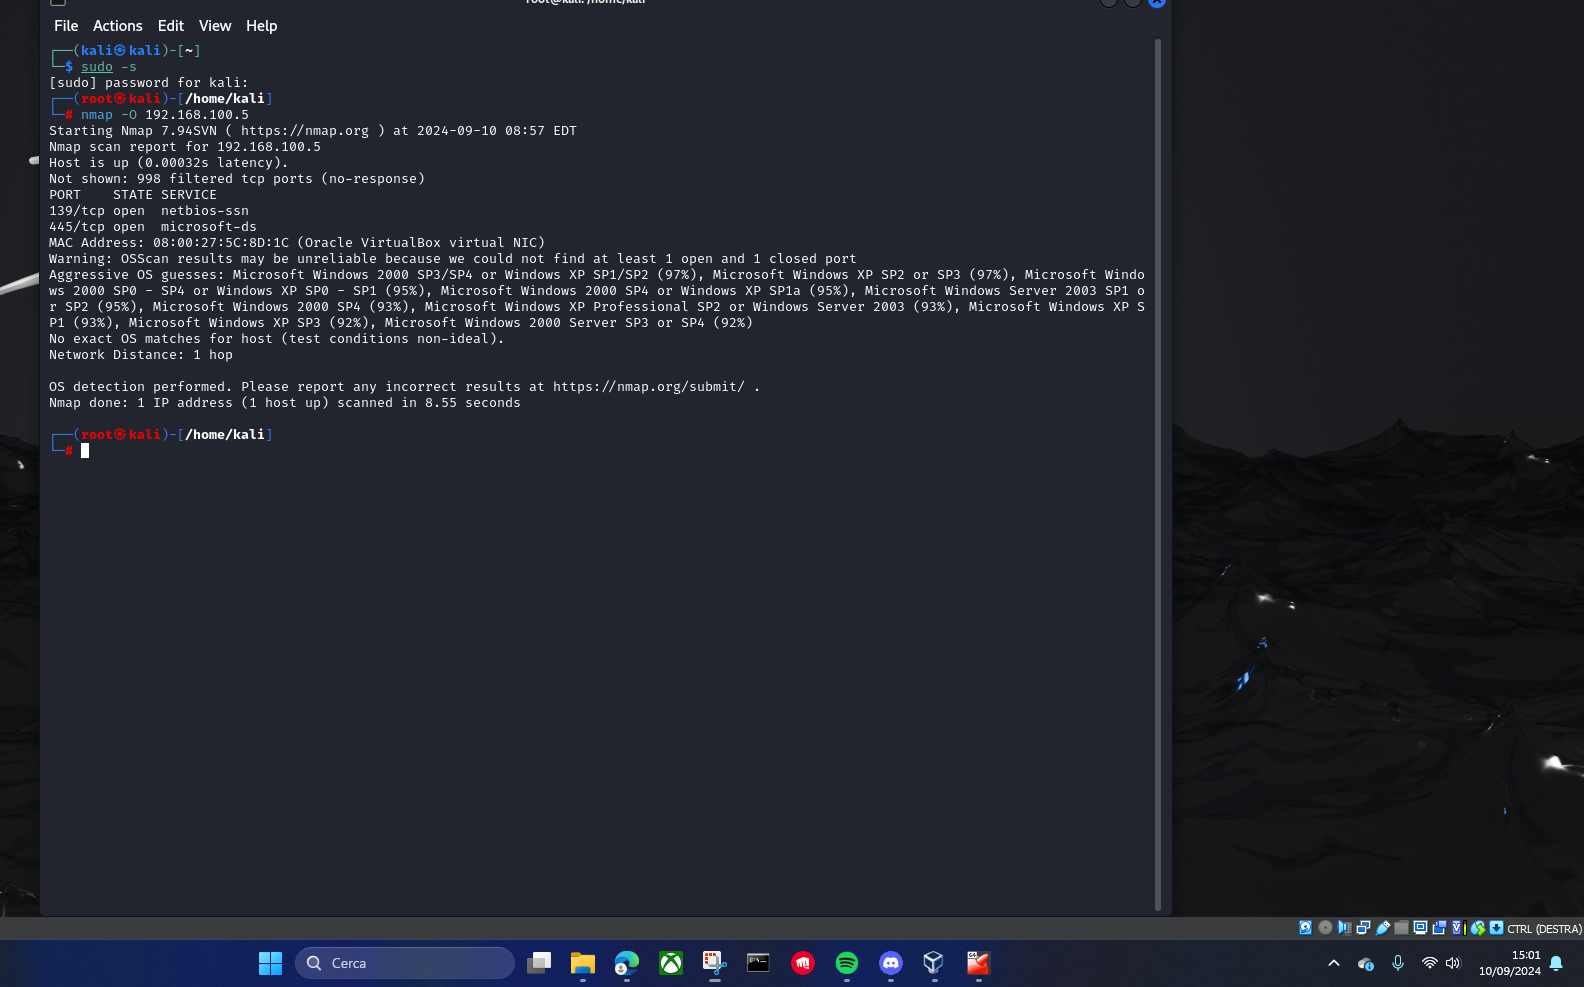 root@kali: /home/kali
File Actions Edit View Help
┌──(kali㉿kali)-[~]
└─$ sudo -s
[sudo] password for kali:
┌──(root㉿kali)-[/home/kali]
└─# nmap -O 192.168.100.5
Starting Nmap 7.94SVN ( https://nmap.org ) at 2024-09-10 08:57 EDT
Nmap scan report for 192.168.100.5
Host is up (0.00032s latency).
Not shown: 998 filtered tcp ports (no-response)
PORT    STATE SERVICE
139/tcp open  netbios-ssn
445/tcp open  microsoft-ds
MAC Address: 08:00:27:5C:8D:1C (Oracle VirtualBox virtual NIC)
Warning: OSScan results may be unreliable because we could not find at least 1 open and 1 closed port
Aggressive OS guesses: Microsoft Windows 2000 SP3/SP4 or Windows XP SP1/SP2 (97%), Microsoft Windows XP SP2 or SP3 (97%), Microsoft Windo
ws 2000 SP0 - SP4 or Windows XP SP0 - SP1 (95%), Microsoft Windows 2000 SP4 or Windows XP SP1a (95%), Microsoft Windows Server 2003 SP1 o
r SP2 (95%), Microsoft Windows 2000 SP4 (93%), Microsoft Windows XP Professional SP2 or Windows Server 2003 (93%), Microsoft Windows XP S
P1 (93%), Microsoft Windows XP SP3 (92%), Microsoft Windows 2000 Server SP3 or SP4 (92%)
No exact OS matches for host (test conditions non-ideal).
Network Distance: 1 hop
OS detection performed. Please report any incorrect results at https://nmap.org/submit/ .
Nmap done: 1 IP address (1 host up) scanned in 8.55 seconds
┌──(root㉿kali)-[/home/kali]
└─#
CTRL (DESTRA)
Cerca
15:01
10/09/2024